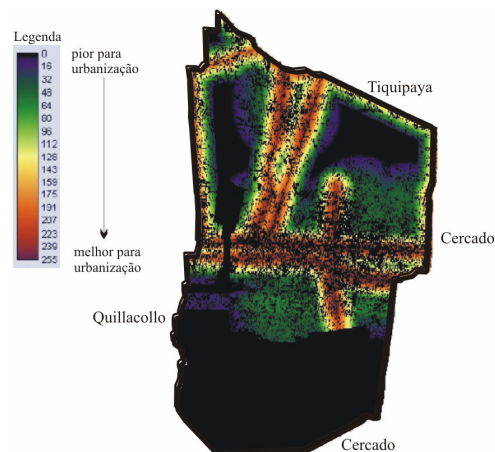 Legenda
pior para
urbanização
0
16
32
48
64
80
96
112
128
143
159
175
191
207
223
239
255
melhor para
urbanização
Tiquipaya
Cercado
Quillacollo
Cercado